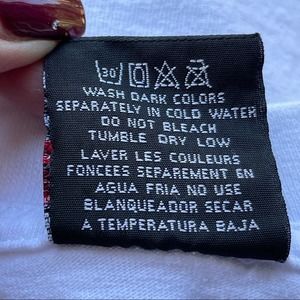 30
WASH DARK COLORS
SEPARATELY IN COLD WATER
DO NOT BLEACH
TUMBLE DRY LOW
LAVER LES COULEURS
FONCEES SEPAREMENT EN
AGUA FRIA NO USE
BLANQUEADOR SECAR
A TEMPERATURA BAJA